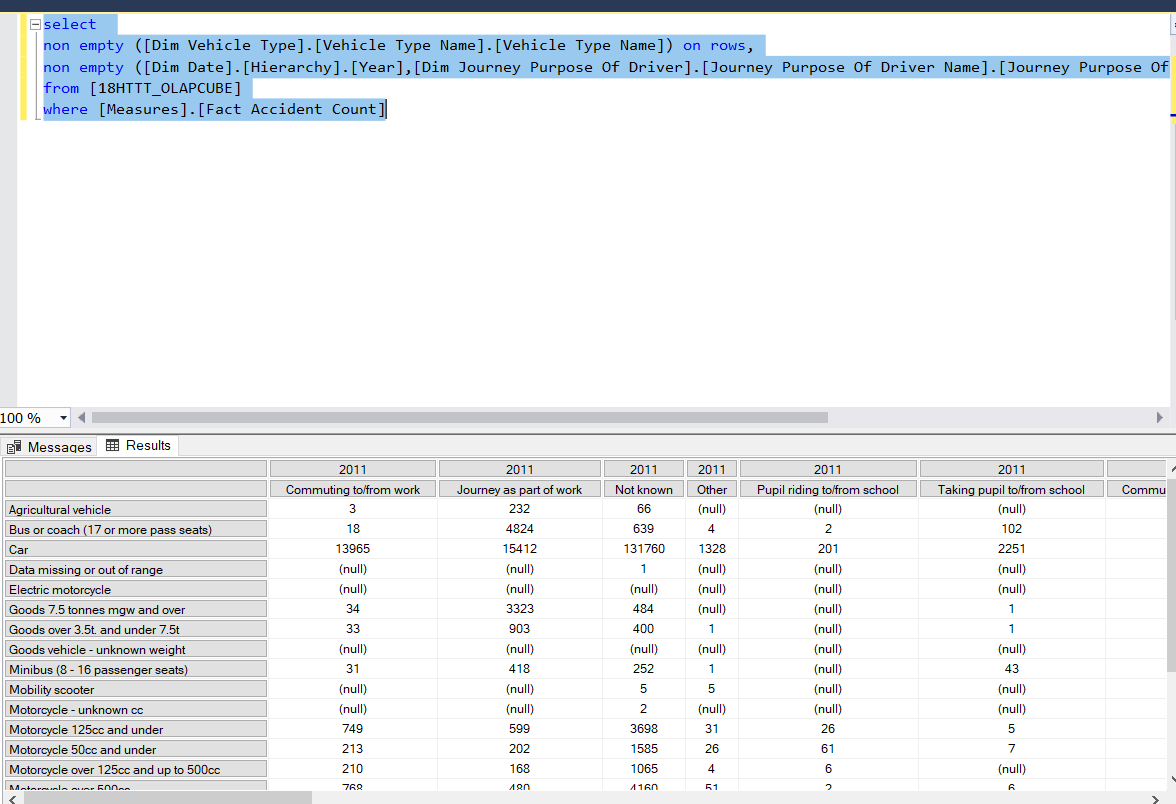 select
non empty ([Dim Vehicle Type].[Vehicle Type Name].[Vehicle Type Name]) on rows,
non empty ([Dim Date].[Hierarchy].[Year],[Dim Journey Purpose Of Driver].[Journey Purpose Of Driver Name].[Journey Purpose Of
from [18HTTT_OLAPCUBE]
where [Measures].[Fact Accident Count]
100 %
Messages Results
2011 2011 2011 2011 2011 2011
Commuting to/from work Journey as part of work Not known Other Pupil riding to/from school Taking pupil to/from school Commu
Agricultural vehicle 3 232 66 (null) (null) (null)
Bus or coach (17 or more pass seats) 18 4824 639 4 2 102
Car 13965 15412 131760 1328 201 2251
Data missing or out of range (null) (null) 1 (null) (null) (null)
Electric motorcycle (null) (null) (null) (null) (null) (null)
Goods 7.5 tonnes mgw and over 34 3323 484 (null) (null) 1
Goods over 3.5t. and under 7.5t 33 903 400 1 (null) 1
Goods vehicle - unknown weight (null) (null) (null) (null) (null) (null)
Minibus (8 - 16 passenger seats) 31 418 252 1 (null) 43
Mobility scooter (null) (null) 5 5 (null) (null)
Motorcycle - unknown cc (null) (null) 2 (null) (null) (null)
Motorcycle 125cc and under 749 599 3698 31 26 5
Motorcycle 50cc and under 213 202 1585 26 61 7
Motorcycle over 125cc and up to 500cc 210 168 1065 4 6 (null)
Motorcycle over 500cc 768 480 4160 51 2 6